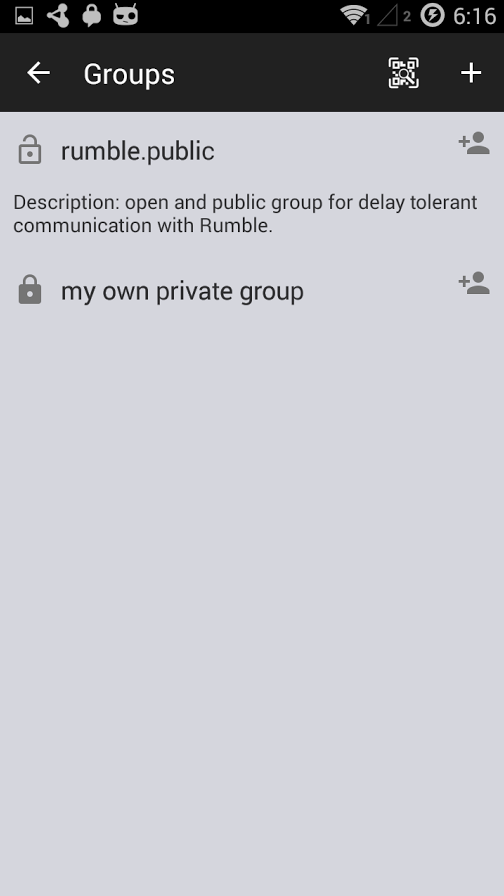 1 2 6:16
Groups
rumble.public
Description: open and public group for delay tolerant
communication with Rumble.
my own private group